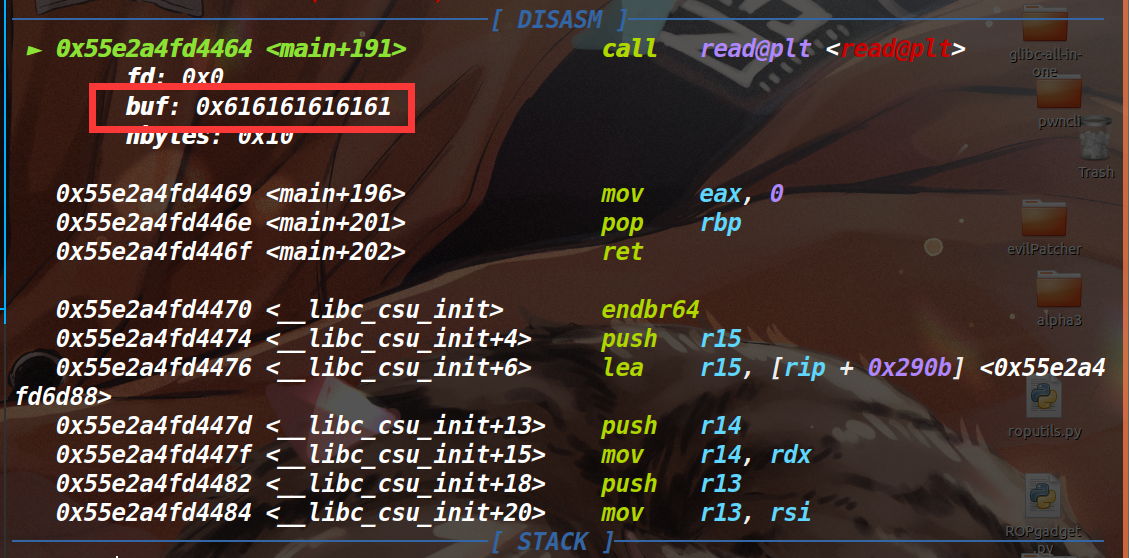 [ DISASM ]
► 0x55e2a4fd4464 <main+191> call read@plt <read@plt>
fd: 0x0
buf: 0x616161616161
nbytes: 0x10
0x55e2a4fd4469 <main+196> mov eax, 0
0x55e2a4fd446e <main+201> pop rbp
0x55e2a4fd446f <main+202> ret
0x55e2a4fd4470 <__libc_csu_init> endbr64
0x55e2a4fd4474 <__libc_csu_init+4> push r15
0x55e2a4fd4476 <__libc_csu_init+6> lea r15, [rip + 0x290b] <0x55e2a4
fd6d88>
0x55e2a4fd447d <__libc_csu_init+13> push r14
0x55e2a4fd447f <__libc_csu_init+15> mov r14, rdx
0x55e2a4fd4482 <__libc_csu_init+18> push r13
0x55e2a4fd4484 <__libc_csu_init+20> mov r13, rsi
[ STACK ]
glibc-all-in-
one
pwncli
Trash
evilPatcher
alpha3
roputils.py
ROPgadget
.py